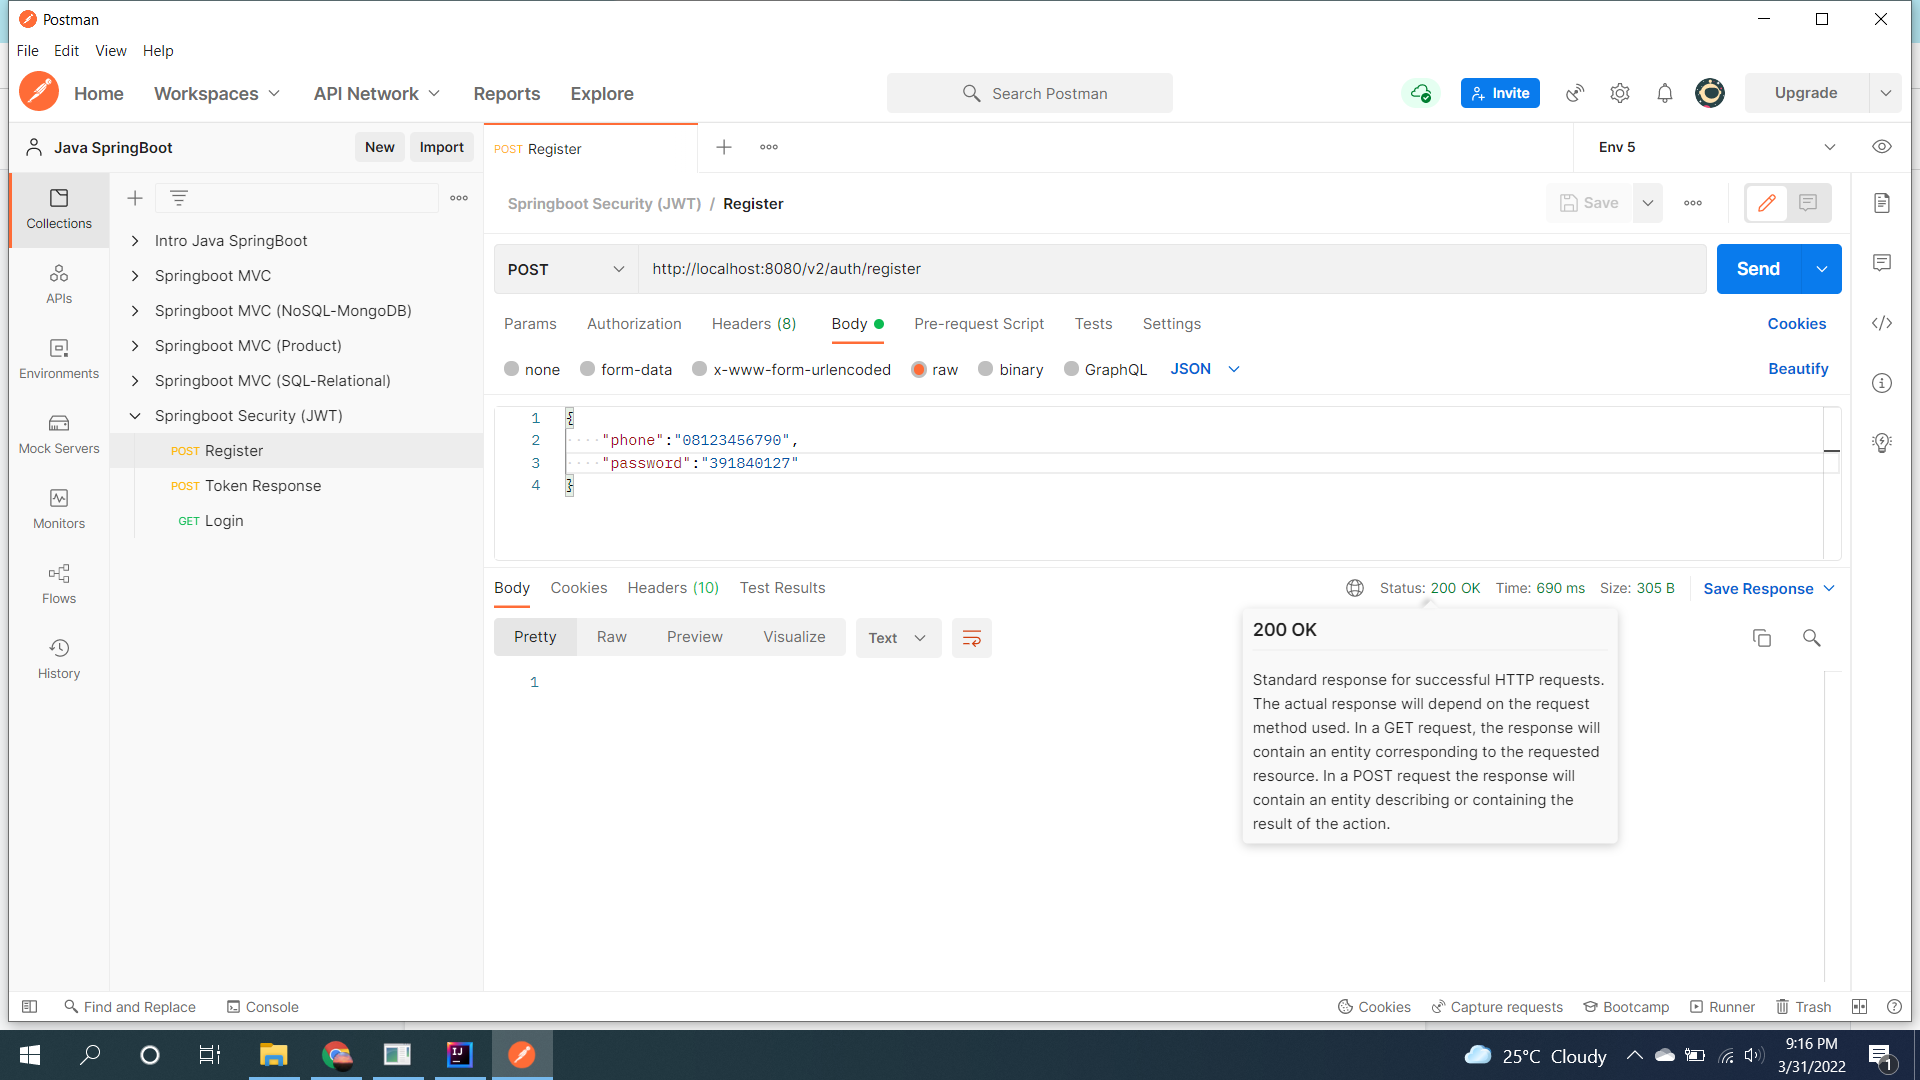 Postman
File Edit View Help
Home Workspaces API Network Reports Explore Search Postman Invite Upgrade
Java SpringBoot New Import POST Register Env 5
Collections
Springboot Security (JWT) / Register Save
Intro Java SpringBoot
Springboot MVC
Springboot MVC (NoSQL-MongoDB)
Springboot MVC (Product)
Springboot MVC (SQL-Relational)
Springboot Security (JWT)
POST Register
POST Token Response
GET Login
APIs
Environments
Mock Servers
Monitors
Flows
History
POST http://localhost:8080/v2/auth/register Send
Params Authorization Headers (8) Body Pre-request Script Tests Settings Cookies
none form-data x-www-form-urlencoded raw binary GraphQL JSON Beautify
1 {
2 "phone":"08123456790",
3 "password":"391840127"
4 }
Body Cookies Headers (10) Test Results Status: 200 OK Time: 690 ms Size: 305 B Save Response
Pretty Raw Preview Visualize Text
1
200 OK
Standard response for successful HTTP requests.
The actual response will depend on the request
method used. In a GET request, the response will
contain an entity corresponding to the requested
resource. In a POST request the response will
contain an entity describing or containing the
result of the action.
Find and Replace Console Cookies Capture requests Bootcamp Runner Trash
IJ 25°C Cloudy 9:16 PM
3/31/2022 1